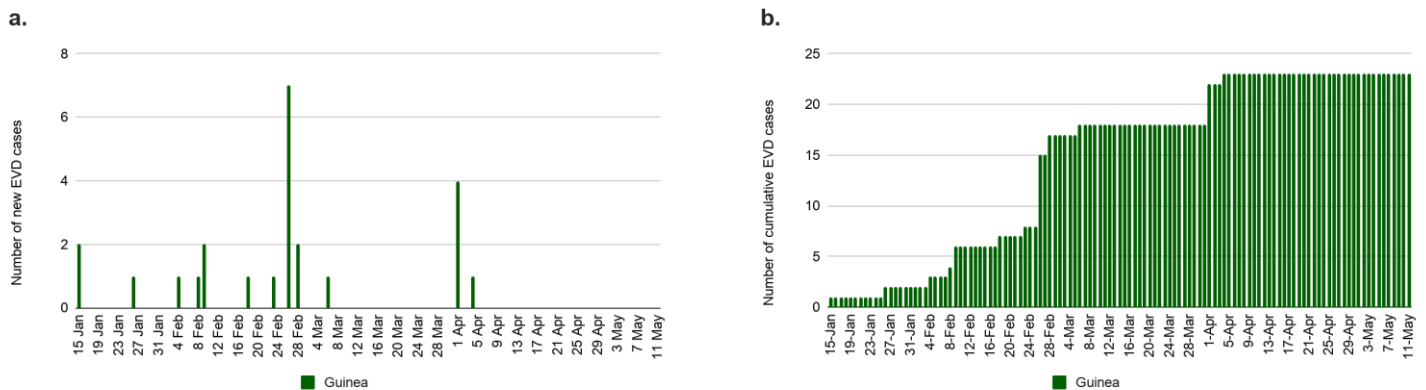 a.
Number of new EVD cases
8
6
4
2
0
15 Jan
19 Jan
23 Jan
27 Jan
31 Jan
4 Feb
8 Feb
12 Feb
16 Feb
20 Feb
24 Feb
28 Feb
4 Mar
8 Mar
12 Mar
16 Mar
20 Mar
24 Mar
28 Mar
1 Apr
5 Apr
9 Apr
13 Apr
17 Apr
21 Apr
25 Apr
29 Apr
3 May
7 May
11 May
Guinea
b.
Number of cumulative EVD cases
25
20
15
10
5
0
15-Jan
19-Jan
23-Jan
27-Jan
31-Jan
4-Feb
8-Feb
12-Feb
16-Feb
20-Feb
24-Feb
28-Feb
4-Mar
8-Mar
12-Mar
16-Mar
20-Mar
24-Mar
28-Mar
1-Apr
5-Apr
9-Apr
13-Apr
17-Apr
21-Apr
25-Apr
29-Apr
3-May
7-May
11-May
Guinea